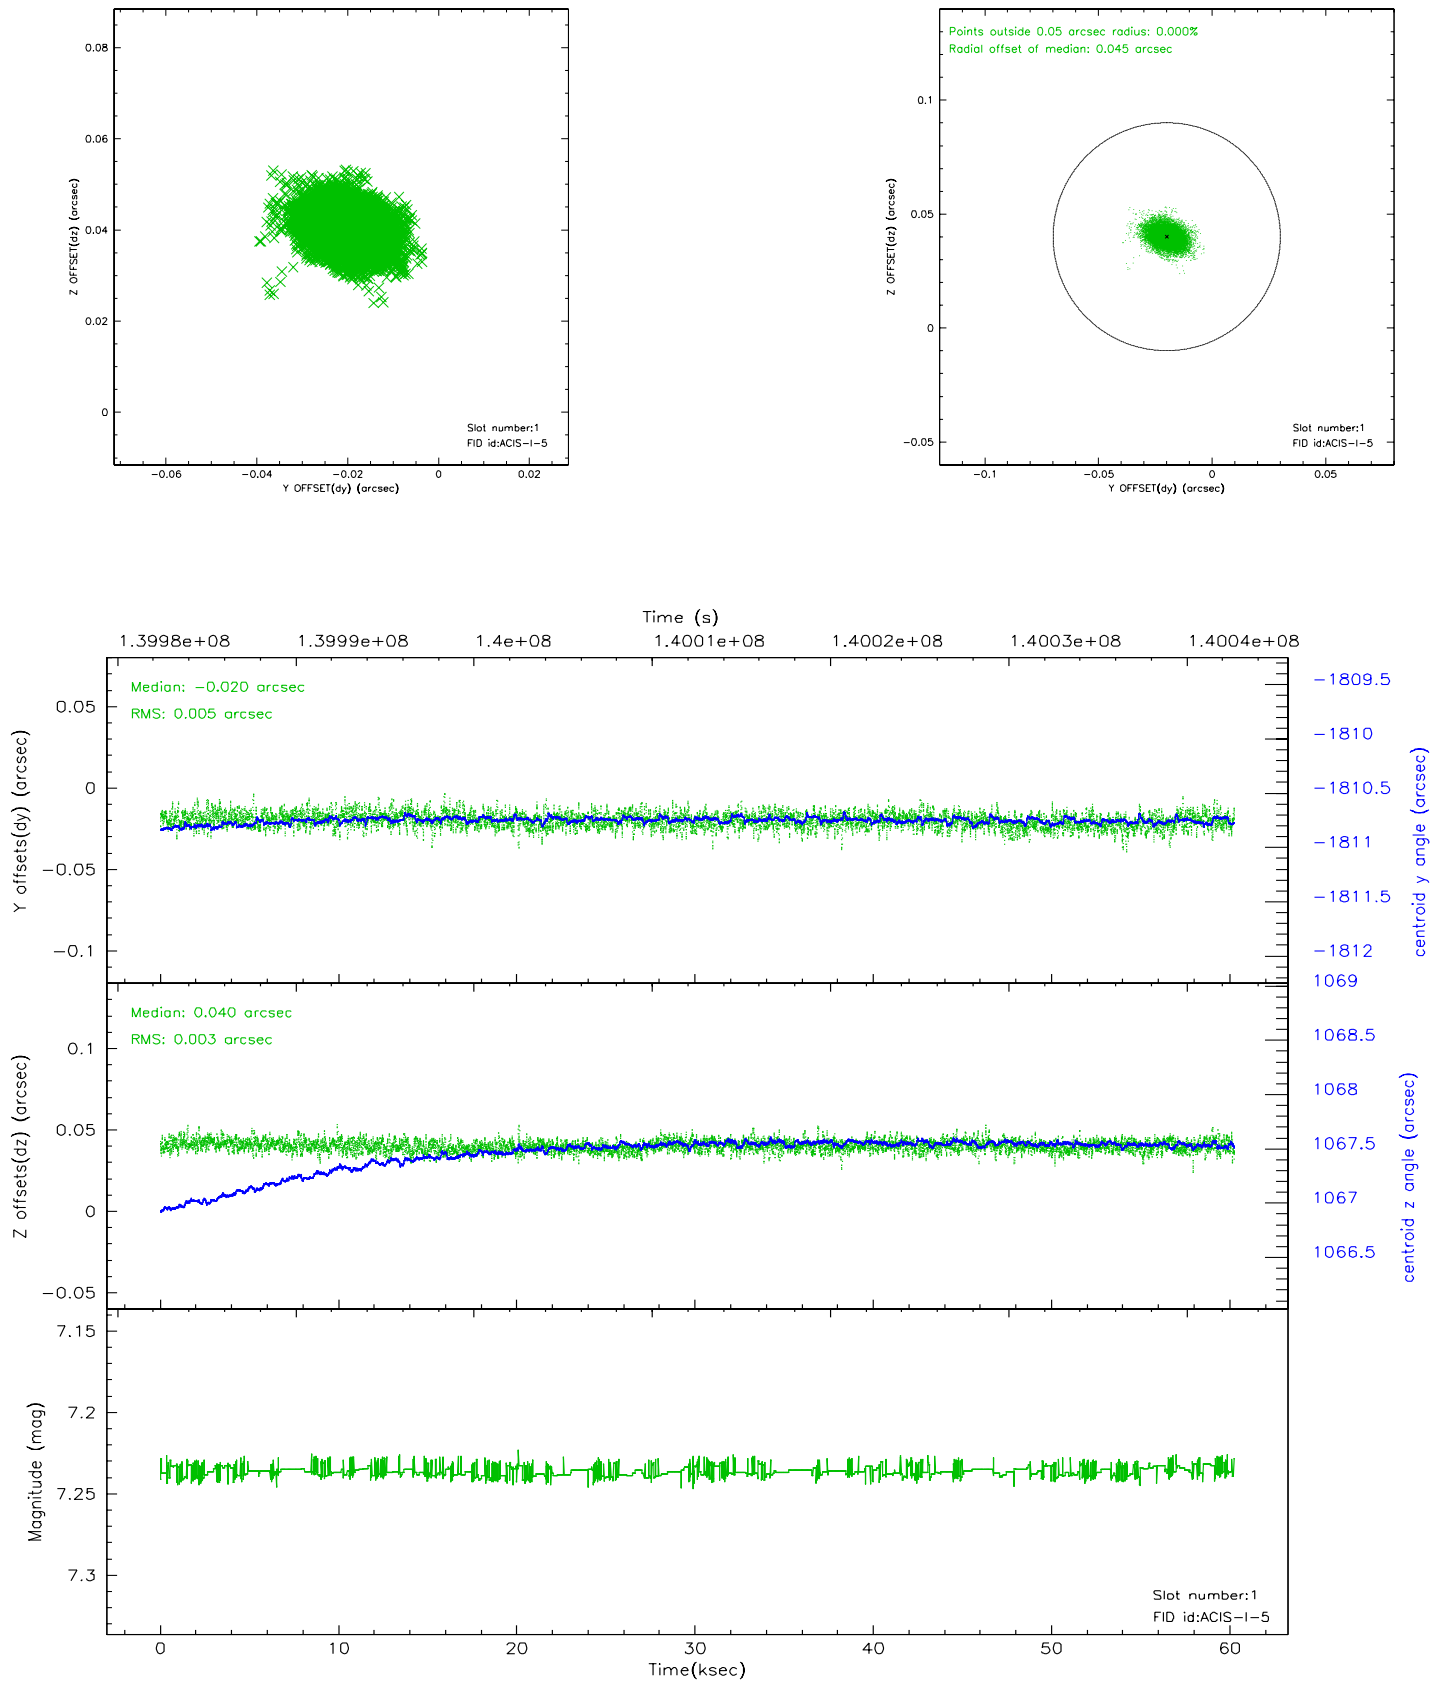 0.08
0.06
0.04
0.02
0
Z OFFSET(dz) (arcsec)
Slot number:1
FID id:ACIS-I-5
-0.06
-0.04
-0.02
0
0.02
Y OFFSET(dy) (arcsec)
Points outside 0.05 arcsec radius: 0.000%
Radial offset of median: 0.045 arcsec
0.1
0.05
0
-0.05
Z OFFSET(dz) (arcsec)
Slot number:1
FID id:ACIS-I-5
-0.1
-0.05
0
0.05
Y OFFSET(dy) (arcsec)
Time (s)
1.3998e+08
1.3999e+08
1.4e+08
1.4001e+08
1.4002e+08
1.4003e+08
1.4004e+08
Median: -0.020 arcsec
RMS: 0.005 arcsec
0.05
0
-0.05
-0.1
Y offsets(dy) (arcsec)
-1809.5
-1810
-1810.5
-1811
-1811.5
-1812
centroid y angle (arcsec)
Median: 0.040 arcsec
RMS: 0.003 arcsec
0.1
0.05
0
-0.05
Z offsets(dz) (arcsec)
1069
1068.5
1068
1067.5
1067
1066.5
centroid z angle (arcsec)
7.15
7.2
7.25
7.3
Magnitude (mag)
Slot number:1
FID id:ACIS-I-5
0
10
20
30
40
50
60
Time(ksec)